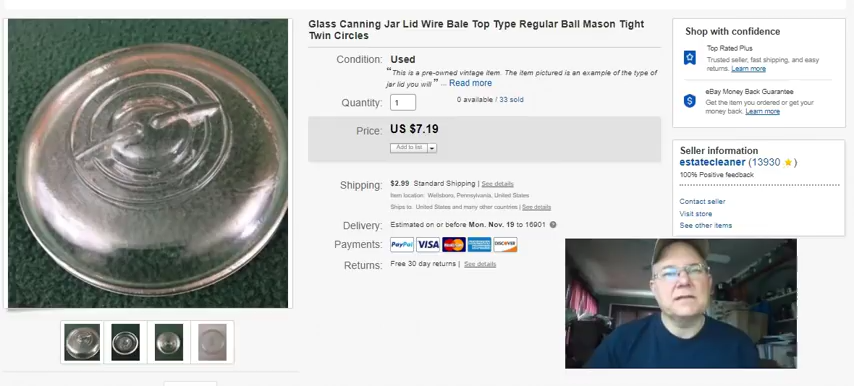 Glass Canning Jar Lid Wire Bale Top Type Regular Ball Mason Tight
Twin Circles
Condition: Used
"This is a pre-owned vintage item. The item pictured is an example of the type of
jar lid you will" ... Read more
Quantity: 1 0 available / 33 sold
Price: US $7.19
Add to list
Shipping: $2.99 Standard Shipping | See details
Item location: Wellsboro, Pennsylvania, United States
Ships to: United States and many other countries | See details
Delivery: Estimated on or before Mon. Nov. 19 to 16901
Payments: PayPal VISA MasterCard DISCOVER
Returns: Free 30 day returns | See details
Shop with confidence
Top Rated Plus
Trusted seller, fast shipping, and easy
returns. Learn more
eBay Money Back Guarantee
Get the item you ordered or get your
money back. Learn more
Seller information
estatecleaner (13930 )
100% Positive feedback
Contact seller
Visit store
See other items